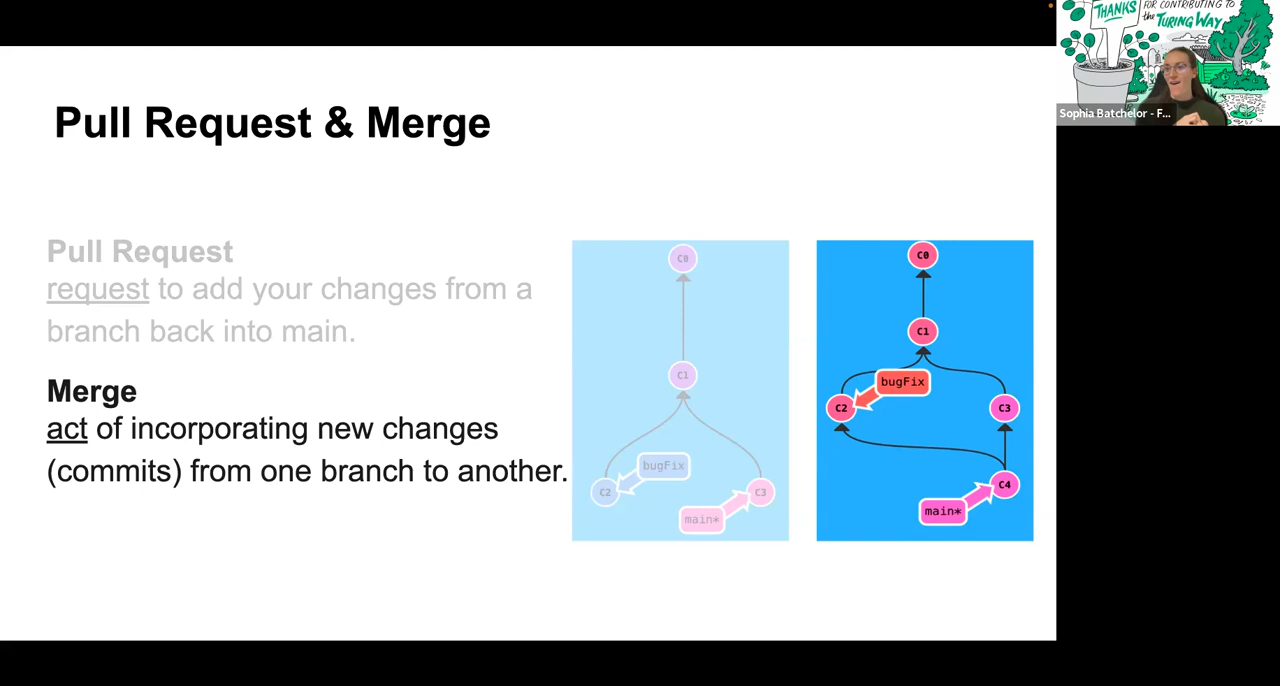 THANKS
FOR CONTRIBUTING TO
the TURING WAY
Sophia Batchelor - F...
Pull Request & Merge
Pull Request
request to add your changes from a
branch back into main.
Merge
act of incorporating new changes
(commits) from one branch to another.
C0
C1
bugFix
C2
C3
main*
C0
C1
bugFix
C2
C3
C4
main*